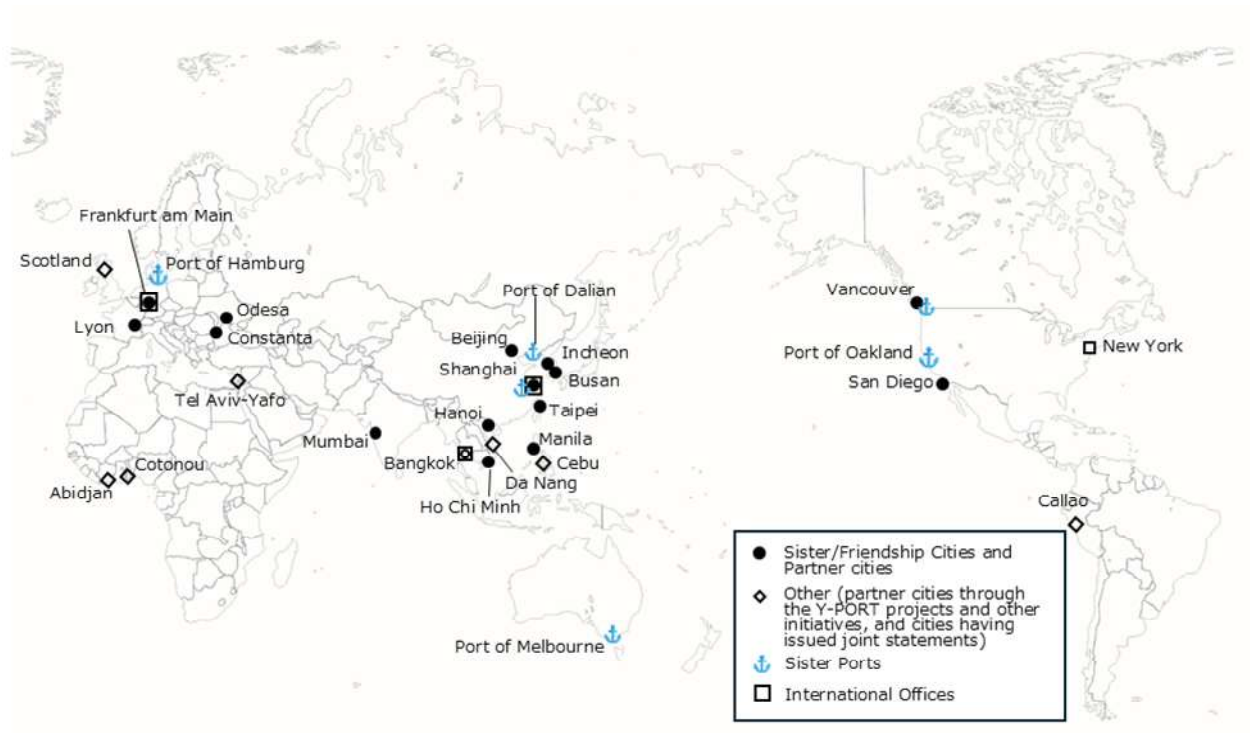 Frankfurt am Main
Scotland
Port of Hamburg
Odesa
Lyon
Constanta
Tel Aviv-Yafo
Cotonou
Abidjan
Mumbai
Port of Dalian
Beijing
Incheon
Shanghai
Busan
Taipei
Hanoi
Manila
Bangkok
Cebu
Da Nang
Ho Chi Minh
Port of Melbourne
Vancouver
Port of Oakland
New York
San Diego
Callao
Sister/Friendship Cities and
Partner cities
Other (partner cities through
the Y-PORT projects and other
initiatives, and cities having
issued joint statements)
Sister Ports
International Offices